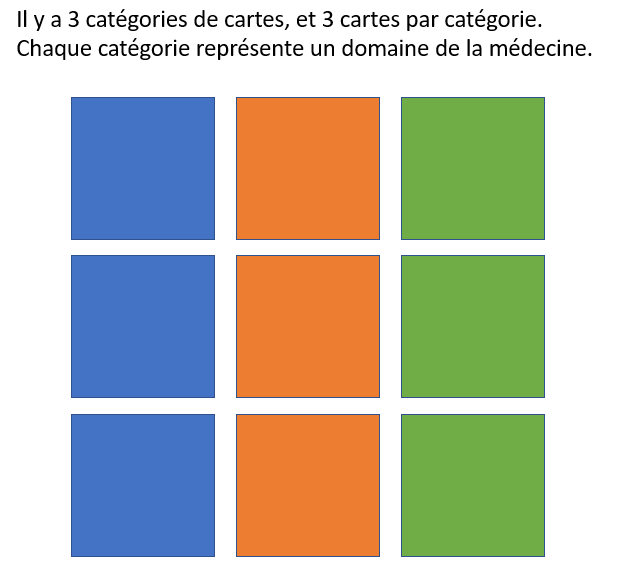 Il y a 3 catégories de cartes, et 3 cartes par catégorie.
Chaque catégorie représente un domaine de la médecine.